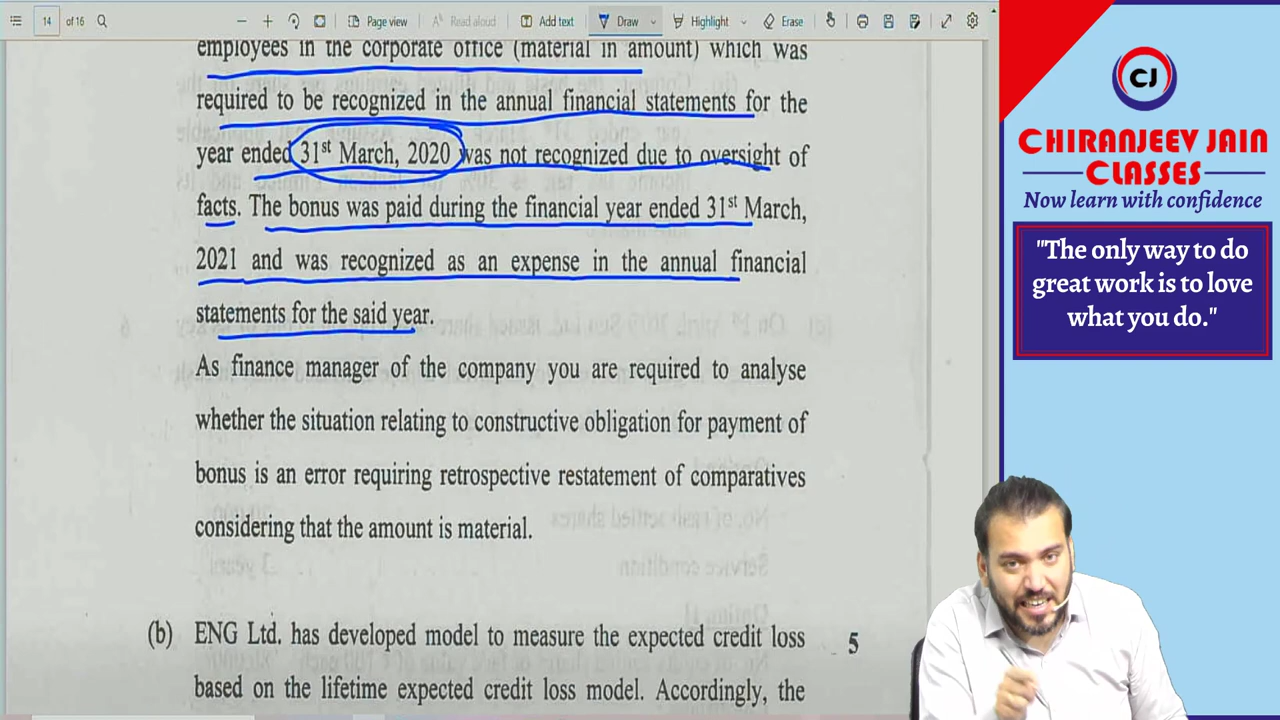 14
of 16
Page view
Read aloud
Add text
Draw
Highlight
Erase
employees in the corporate office (material in amount) which was
required to be recognized in the annual financial statements for the
year ended 31st March, 2020 was not recognized due to oversight of
facts. The bonus was paid during the financial year ended 31st March,
2021 and was recognized as an expense in the annual financial
statements for the said year.
As finance manager of the company you are required to analyse
whether the situation relating to constructive obligation for payment of
bonus is an error requiring retrospective restatement of comparatives
considering that the amount is material.
(b) ENG Ltd. has developed model to measure the expected credit loss 5
based on the lifetime expected credit loss model. Accordingly, the
CJ
CHIRANJEEV JAIN
CLASSES
Now learn with confidence
"The only way to do
great work is to love
what you do."